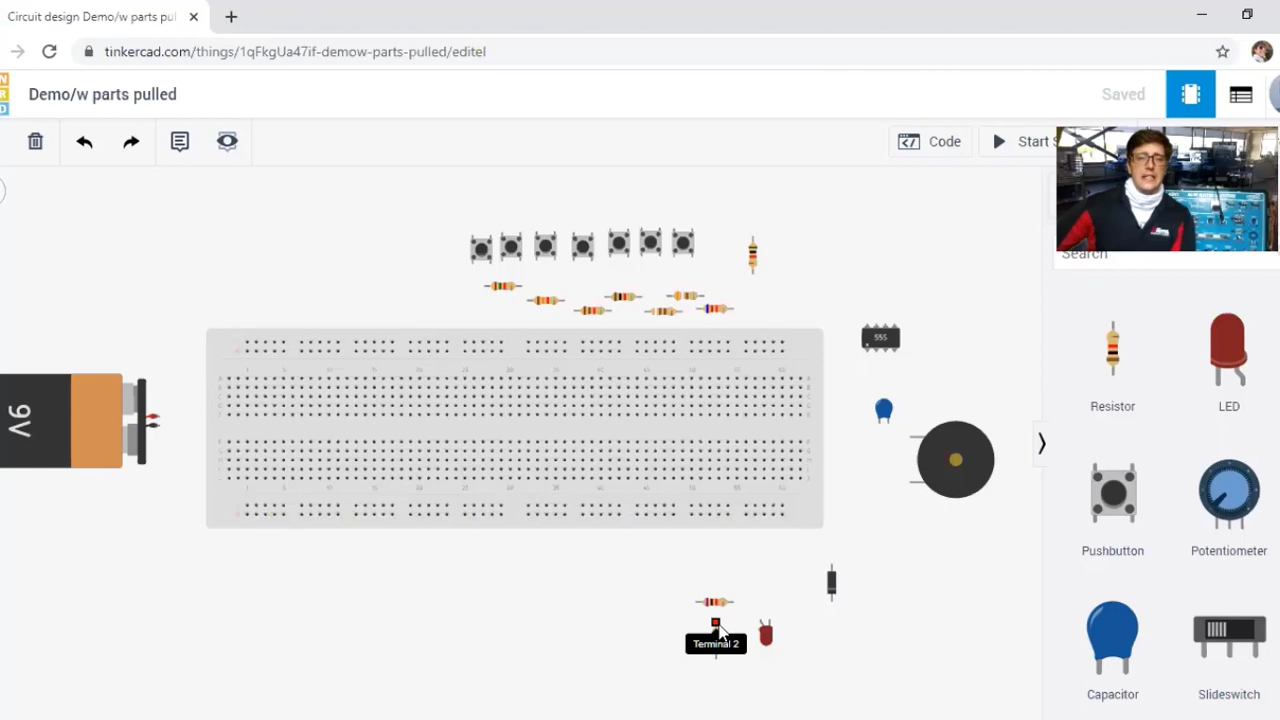 Circuit design Demo/w parts pul
tinkercad.com/things/1qFkgUa47if-demow-parts-pulled/editel
Demo/w parts pulled
Saved
Code
Start S
Search
555
9V
Resistor
LED
Pushbutton
Potentiometer
Capacitor
Slideswitch
Terminal 2